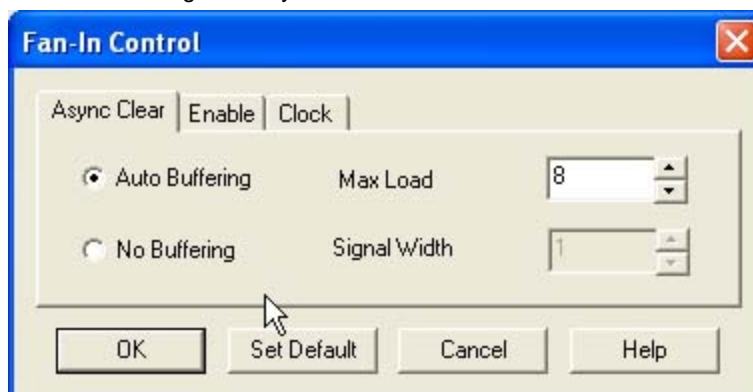 Fan-In Control
Async Clear Enable Clock
Auto Buffering Max Load 8
No Buffering Signal Width 1
OK Set Default Cancel Help